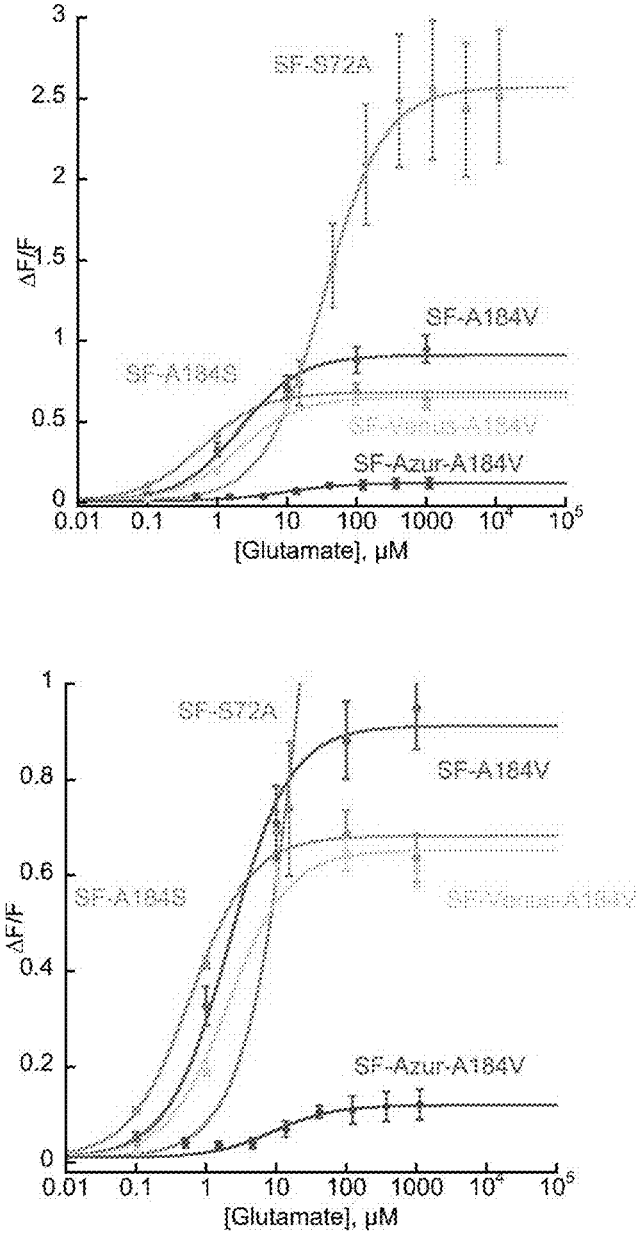 3
SF-S72A
2.5
2
1.5
ΔF/F
SF-A184V
1
SF-A184S
0.5
SF-Venus-A184V
SF-Azur-A184V
0
0.01 0.1 1 10 100 1000 10⁴ 10⁵
[Glutamate], µM
1
SF-S72A
0.8
SF-A184V
0.6
SF-A184S
SF-Venus-A184V
ΔF/F
0.4
0.2
SF-Azur-A184V
0
0.01 0.1 1 10 100 1000 10⁴ 10⁵
[Glutamate], µM